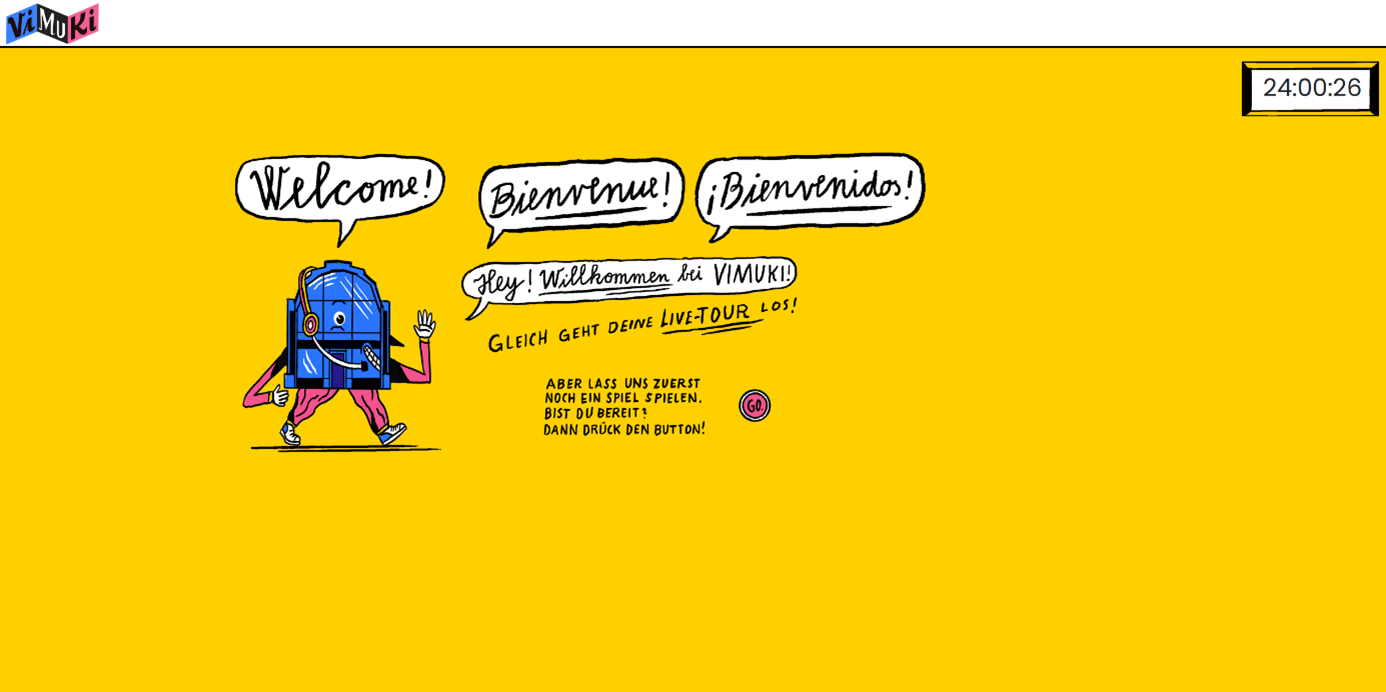 ViMUKi
24:00:26
Welcome!
Bienvenue!
¡Bienvenidos!
Hey! Willkommen bei VIMUKI!
GLEICH GEHT DEINE LIVE-TOUR LOS!
ABER LASS UNS ZUERST
NOCH EIN SPIEL SPIELEN.
BIST DU BEREIT?
DANN DRÜCK DEN BUTTON!
GO.